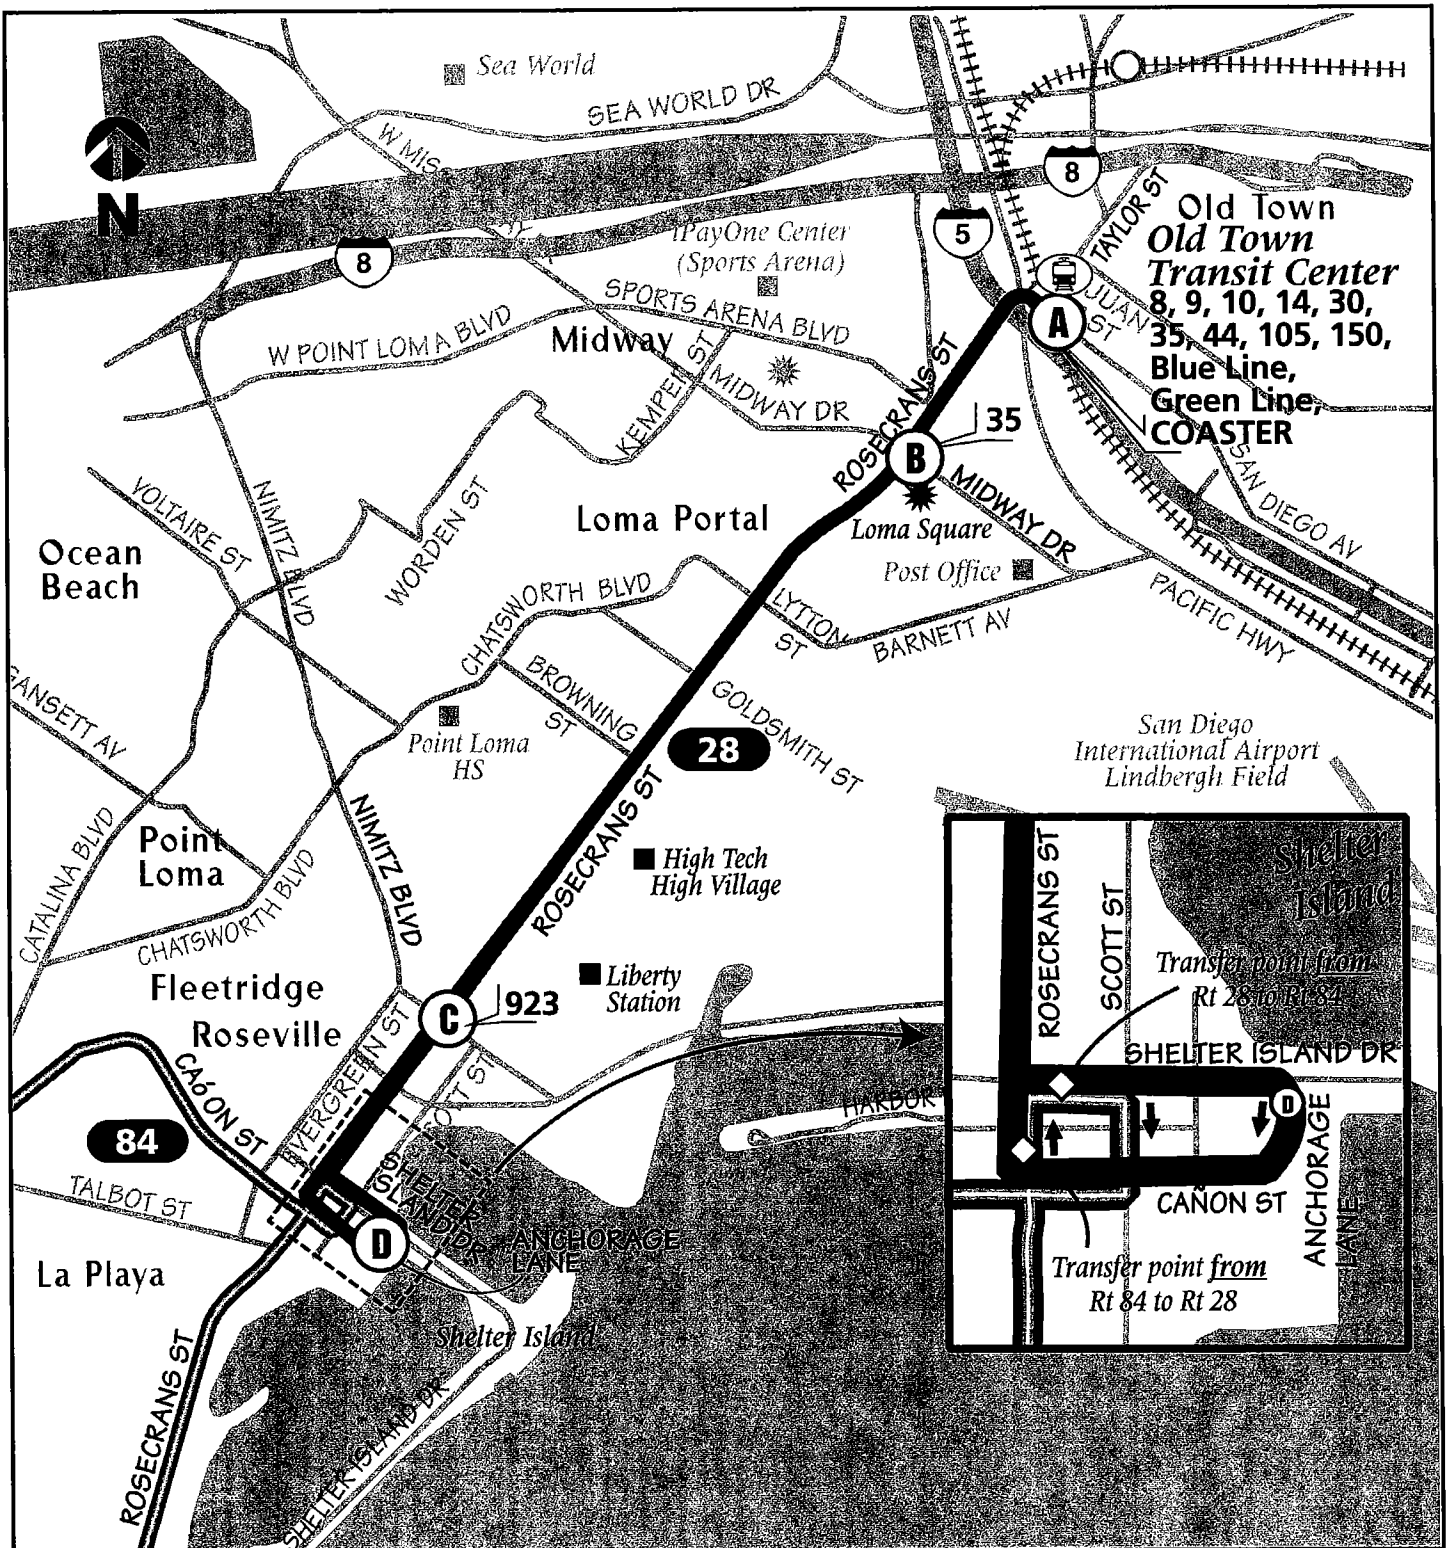 Sea World
SEA WORLD DR
W MIS
N
8
8
5
TAYLOR ST
Old Town
Old Town
Transit Center
8, 9, 10, 14, 30,
35, 44, 105, 150,
Blue Line,
Green Line,
COASTER
JUAN
ST
A
iPayOne Center
(Sports Arena)
SPORTS ARENA BLVD
W POINT LOMA BLVD
Midway
ROSECRANS ST
MIDWAY DR
35
B
SAN DIEGO AV
VOLTAIRE ST
NIMITZ BLVD
WORDEN ST
Loma Portal
Loma Square
MIDWAY DR
Ocean
Beach
Post Office
CHATSWORTH BLVD
LYTTON
ST
BARNETT AV
PACIFIC HWY
GANSETT AV
BROWNING
ST
GOLDSMITH ST
Point Loma
HS
28
San Diego
International Airport
Lindbergh Field
ROSECRANS ST
NIMITZ BLVD
Point
Loma
CATALINA BLVD
CHATSWORTH BLVD
High Tech
High Village
Liberty
Station
Fleetridge
Roseville
C
923
CAóON ST
EVERGREEN ST
84
TALBOT ST
SHELTER
ISLAND DR
D
ANCHORAGE
LANE
La Playa
Shelter Island
ROSECRANS ST
SHELTER ISLAND DR
HARBOR
Shelter
Island
ROSECRANS ST
SCOTT ST
Transfer point from
Rt 28 to Rt 84
SHELTER ISLAND DR
D
ANCHORAGE
LANE
CAÑON ST
Transfer point from
Rt 84 to Rt 28